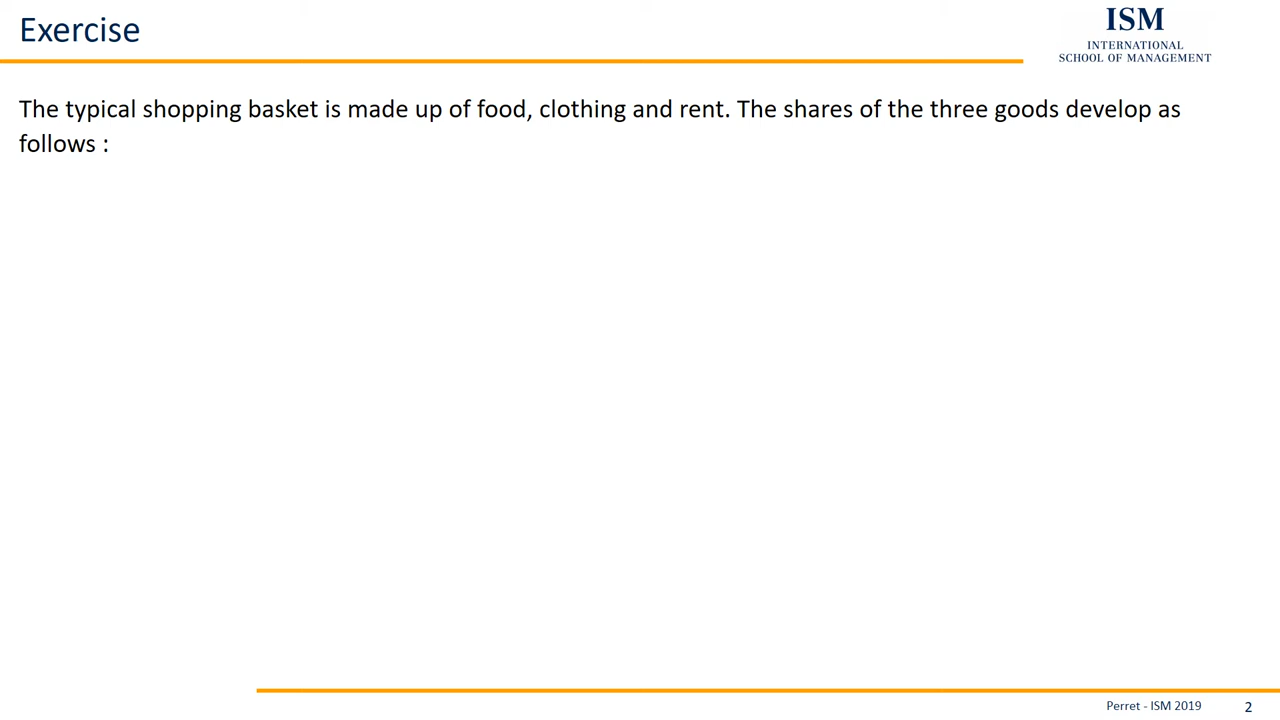 Exercise
ISM
INTERNATIONAL
SCHOOL OF MANAGEMENT
The typical shopping basket is made up of food, clothing and rent. The shares of the three goods develop as
follows :
Perret - ISM 2019
2